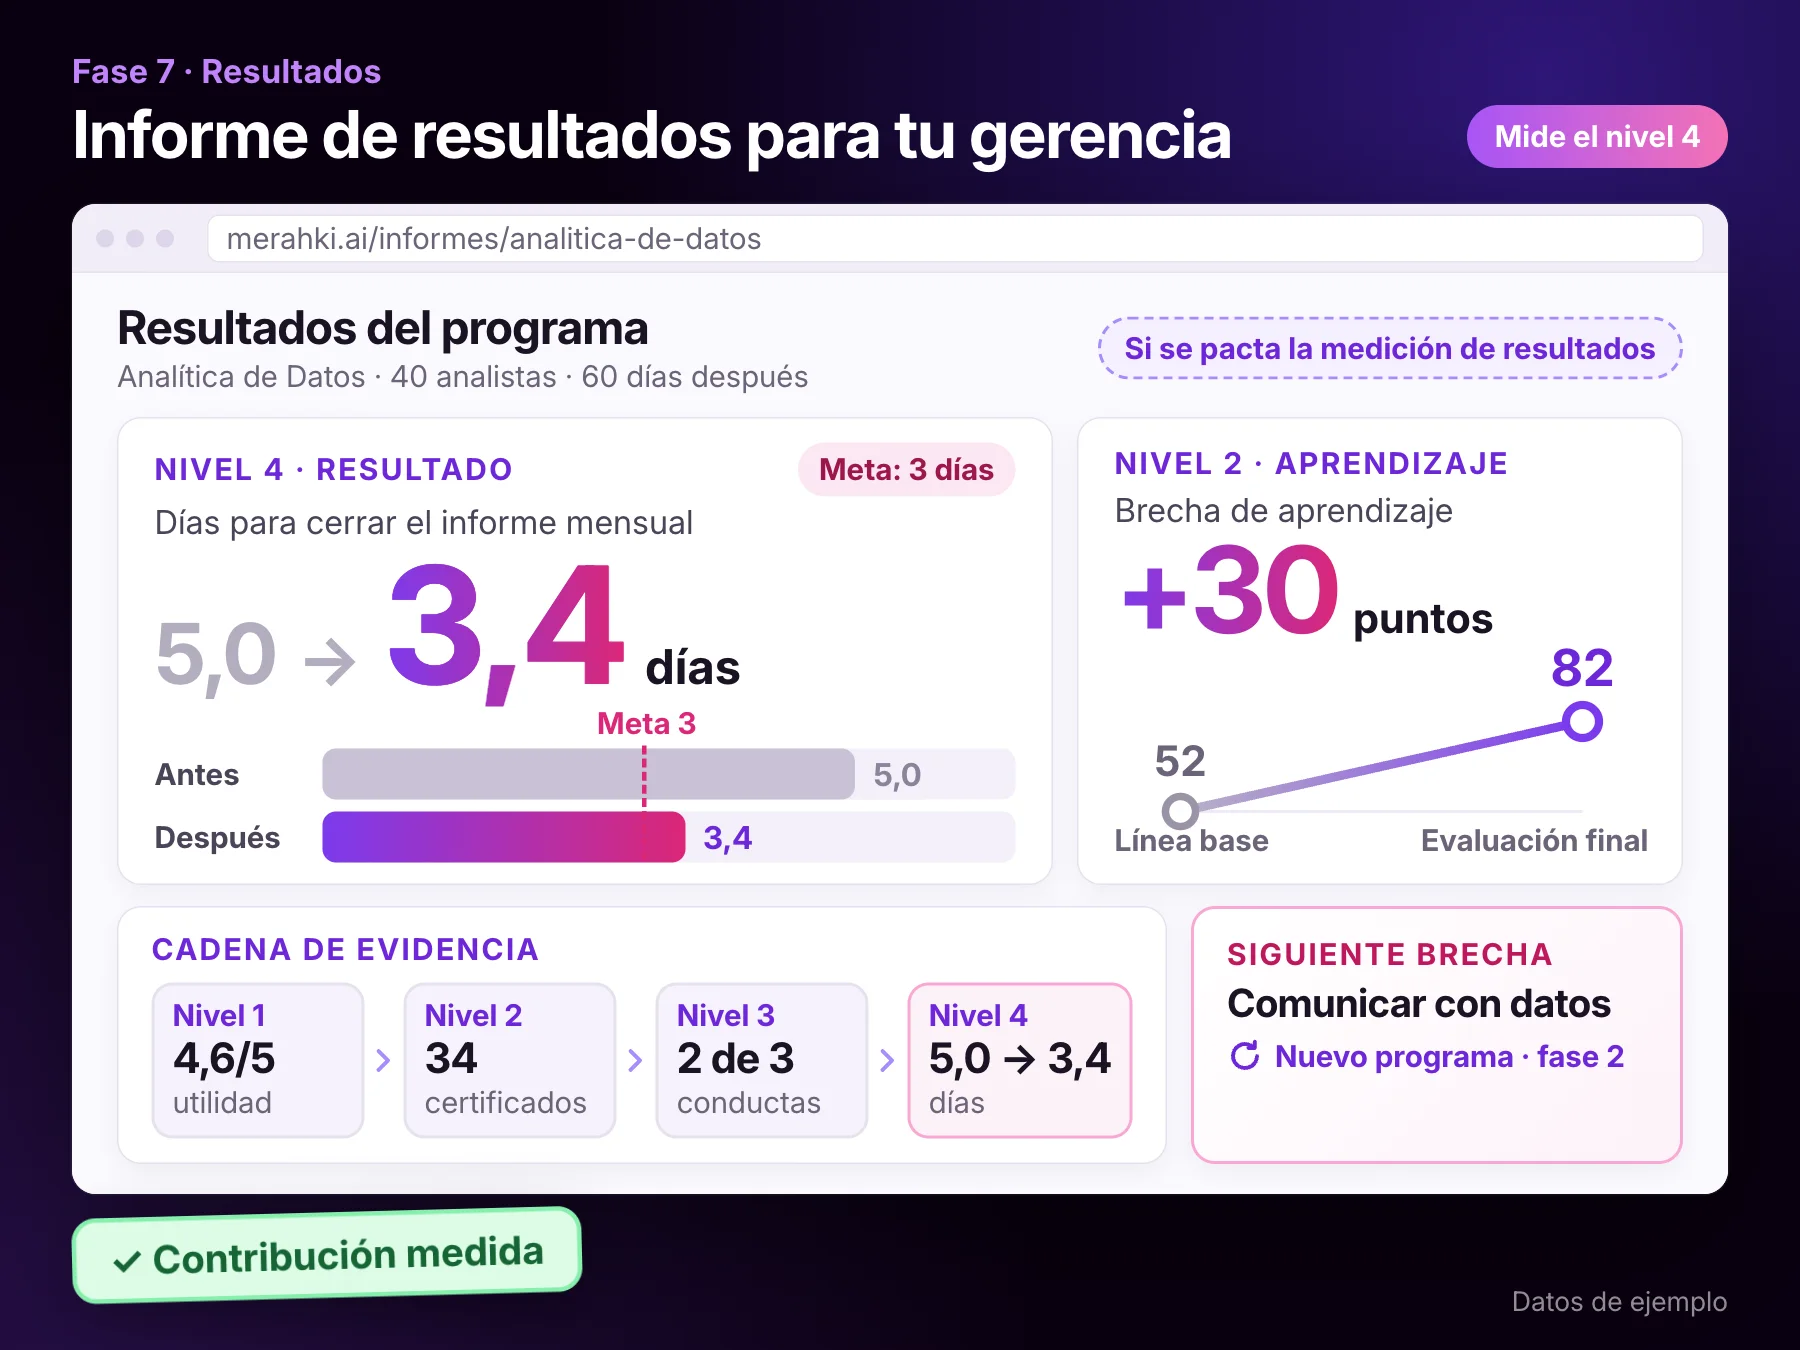 Fase 7 · Resultados
Informe de resultados para tu gerencia
Mide el nivel 4
merahki.ai/informes/analitica-de-datos
Resultados del programa
Analítica de Datos · 40 analistas · 60 días después
Si se pacta la medición de resultados
NIVEL 4 · RESULTADO
Meta: 3 días
Días para cerrar el informe mensual
5,0 → 3,4 días
Meta 3
Antes
5,0
Después
3,4
NIVEL 2 · APRENDIZAJE
Brecha de aprendizaje
+30 puntos
82
52
Línea base
Evaluación final
CADENA DE EVIDENCIA
Nivel 1
4,6/5
utilidad
Nivel 2
34
certificados
Nivel 3
2 de 3
conductas
Nivel 4
5,0 → 3,4
días
SIGUIENTE BRECHA
Comunicar con datos
Nuevo programa · fase 2
✓ Contribución medida
Datos de ejemplo